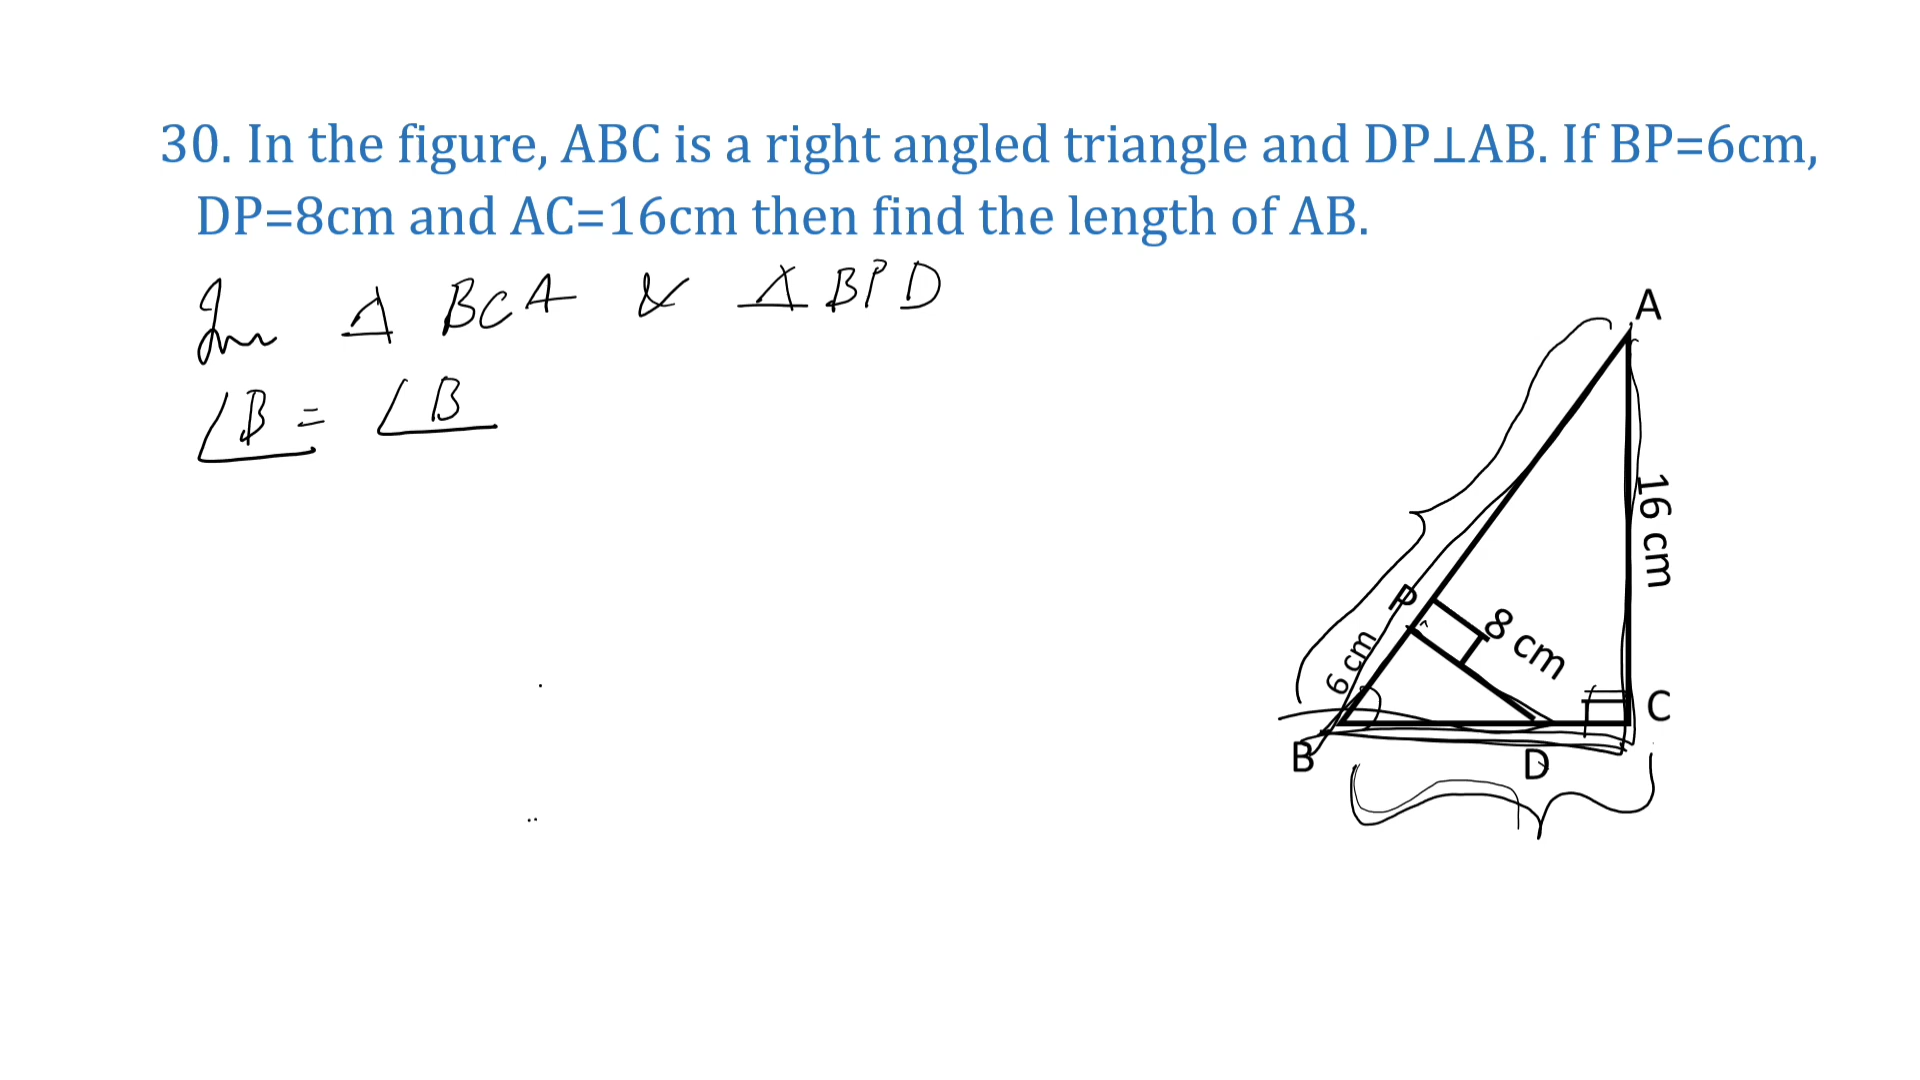 30. In the figure, ABC is a right angled triangle and DP⊥AB. If BP=6cm,
DP=8cm and AC=16cm then find the length of AB.
In Δ BCA & Δ BPD
∠B = ∠B
A
16 cm
P
8 cm
6 cm
C
B
D